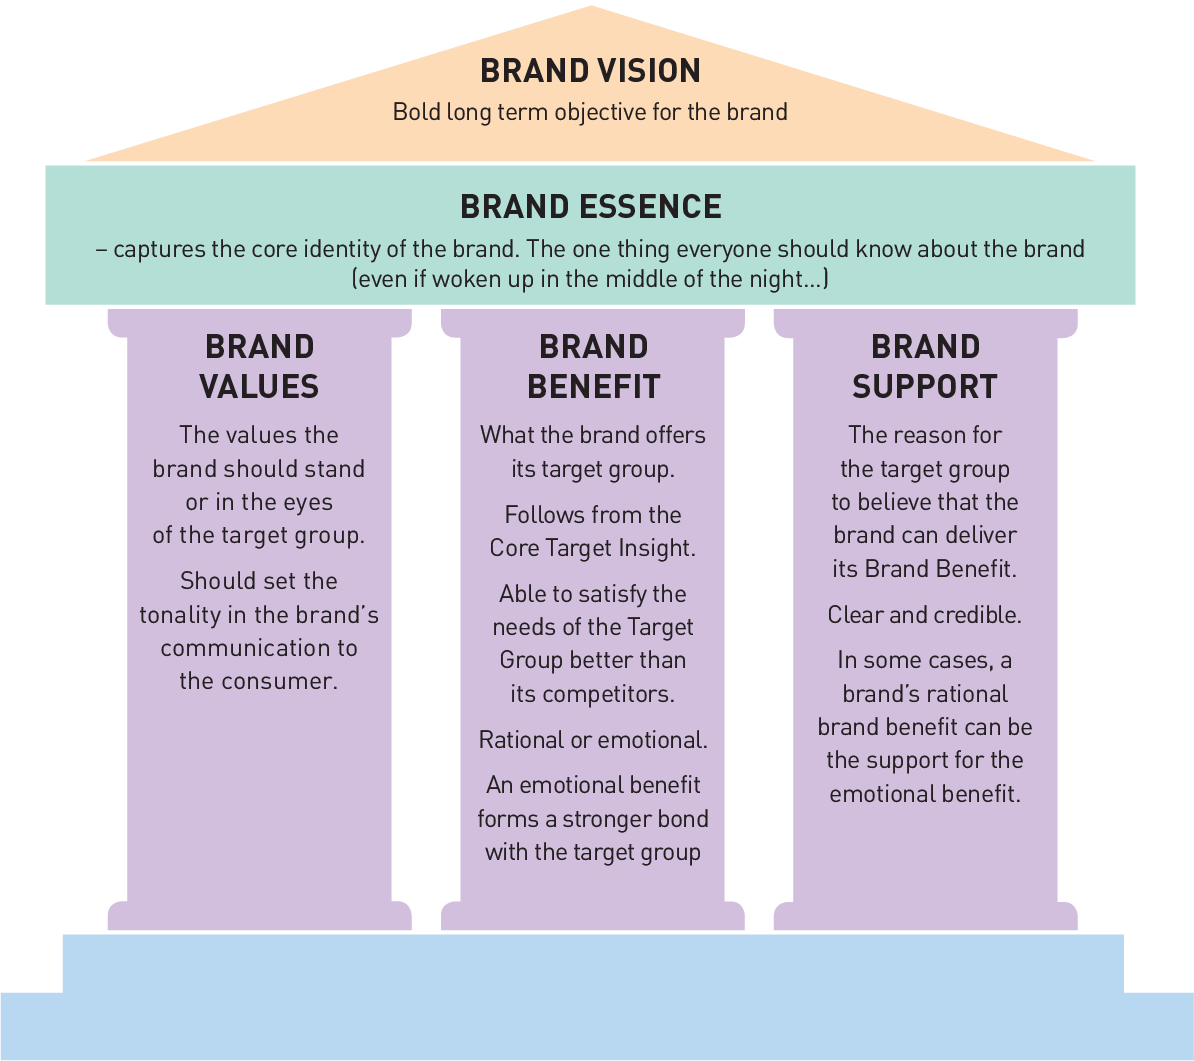 BRAND VISION
Bold long term objective for the brand
BRAND ESSENCE
– captures the core identity of the brand. The one thing everyone should know about the brand
(even if woken up in the middle of the night...)
BRAND
VALUES
The values the
brand should stand
or in the eyes
of the target group.
Should set the
tonality in the brand’s
communication to
the consumer.
BRAND
BENEFIT
What the brand offers
its target group.
Follows from the
Core Target Insight.
Able to satisfy the
needs of the Target
Group better than
its competitors.
Rational or emotional.
An emotional benefit
forms a stronger bond
with the target group
BRAND
SUPPORT
The reason for
the target group
to believe that the
brand can deliver
its Brand Benefit.
Clear and credible.
In some cases, a
brand’s rational
brand benefit can be
the support for the
emotional benefit.